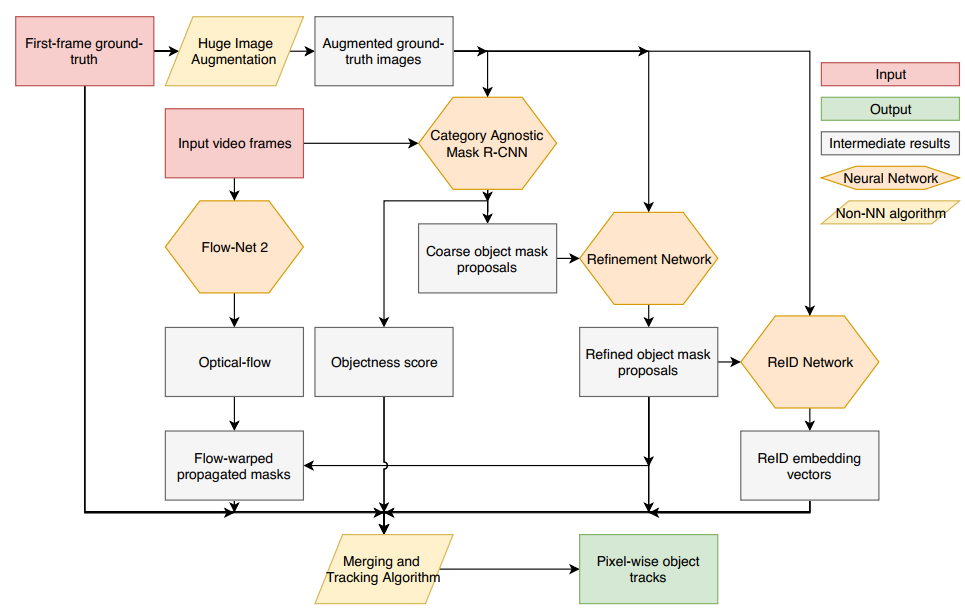 First-frame ground-
truth
Huge Image
Augmentation
Augmented ground-
truth images
Input
Output
Intermediate results
Neural Network
Non-NN algorithm
Input video frames
Category Agnostic
Mask R-CNN
Flow-Net 2
Coarse object mask
proposals
Refinement Network
Optical-flow
Objectness score
Refined object mask
proposals
ReID Network
Flow-warped
propagated masks
ReID embedding
vectors
Merging and
Tracking Algorithm
Pixel-wise object
tracks